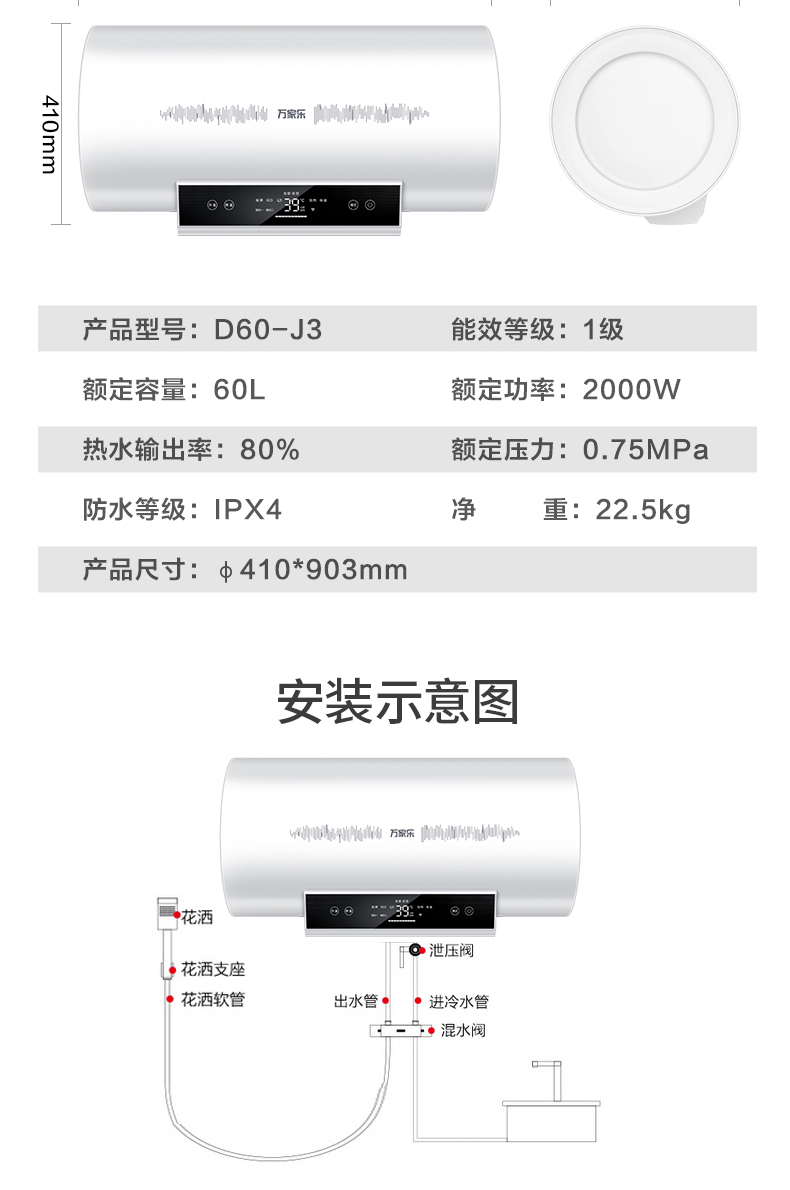 410mm
万家乐
39
产品型号：D60-J3
能效等级：1级
额定容量：60L
额定功率：2000W
热水输出率：80%
额定压力：0.75MPa
防水等级：IPX4
净 重：22.5kg
产品尺寸：ϕ410*903mm
安装示意图
万家乐
39
花洒
花洒支座
花洒软管
泄压阀
出水管
进冷水管
混水阀